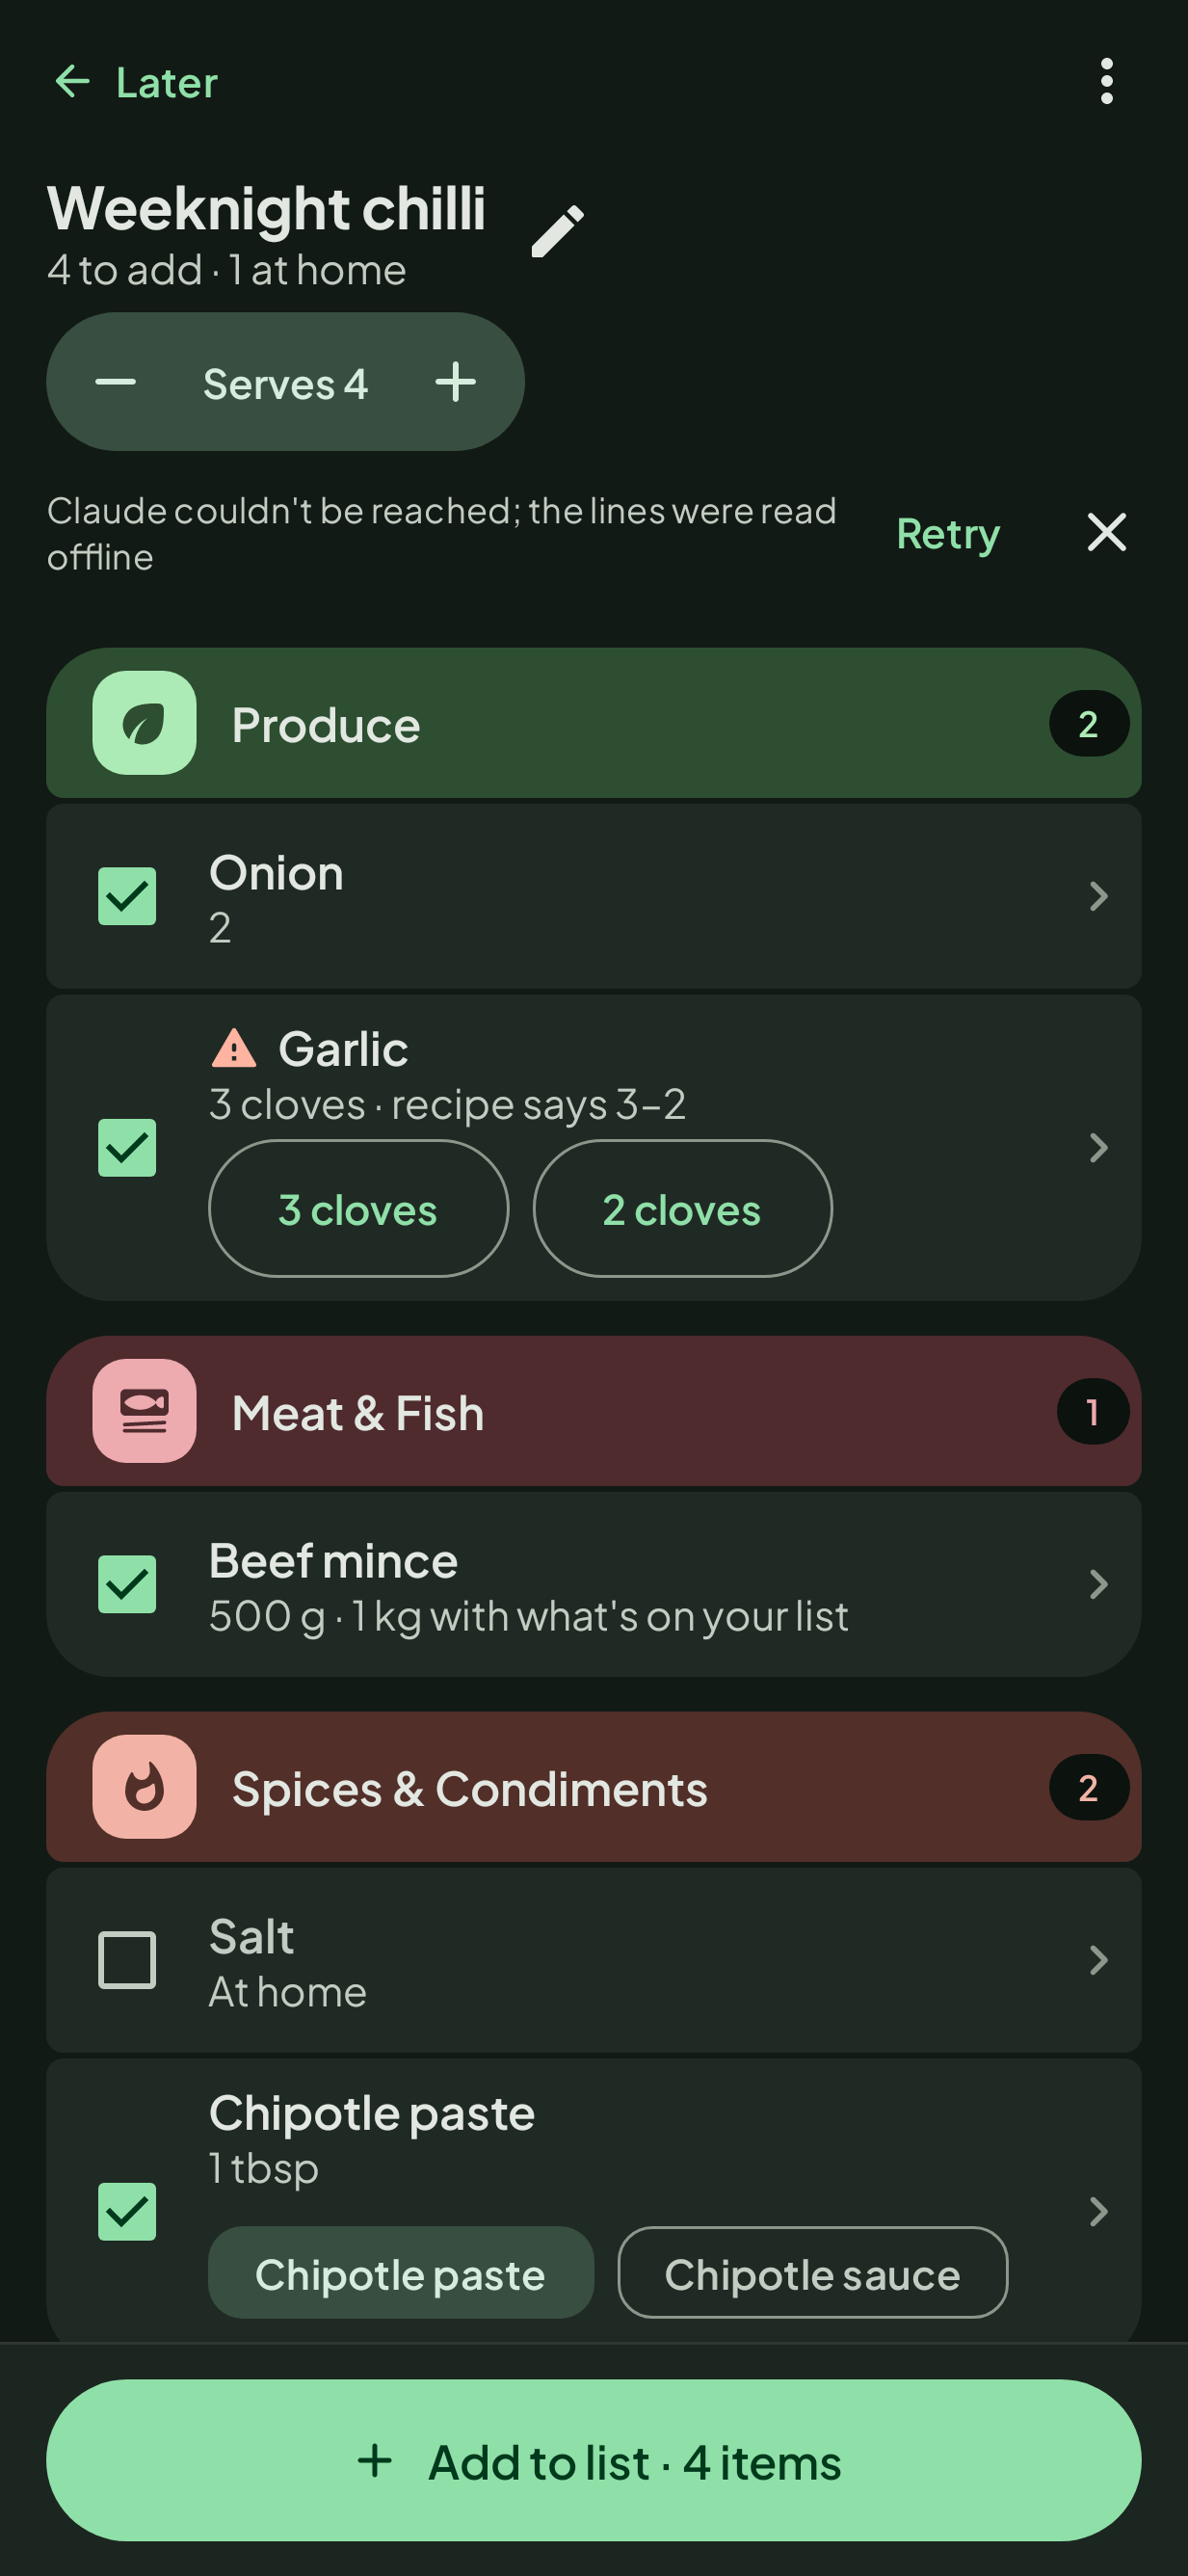 Later
Weeknight chilli
4 to add · 1 at home
Serves 4
Claude couldn't be reached; the lines were read
offline
Retry
Produce
2
Onion
2
Garlic
3 cloves · recipe says 3–2
3 cloves
2 cloves
Meat & Fish
1
Beef mince
500 g · 1 kg with what's on your list
Spices & Condiments
2
Salt
At home
Chipotle paste
1 tbsp
Chipotle paste
Chipotle sauce
Add to list · 4 items